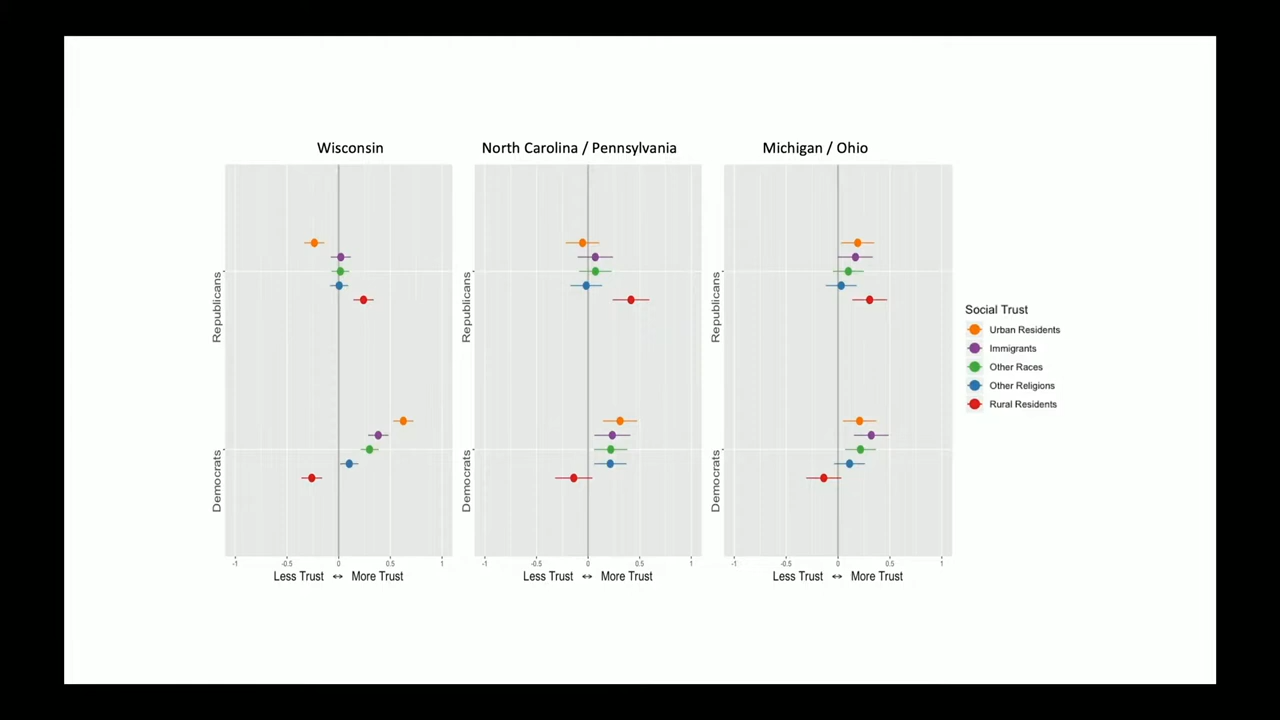 Wisconsin
North Carolina / Pennsylvania
Michigan / Ohio
Republicans
Democrats
-1 -0.5 0 0.5 1
Less Trust ↔ More Trust
Republicans
Democrats
-1 -0.5 0 0.5 1
Less Trust ↔ More Trust
Republicans
Democrats
-1 -0.5 0 0.5 1
Less Trust ↔ More Trust
Social Trust
Urban Residents
Immigrants
Other Races
Other Religions
Rural Residents